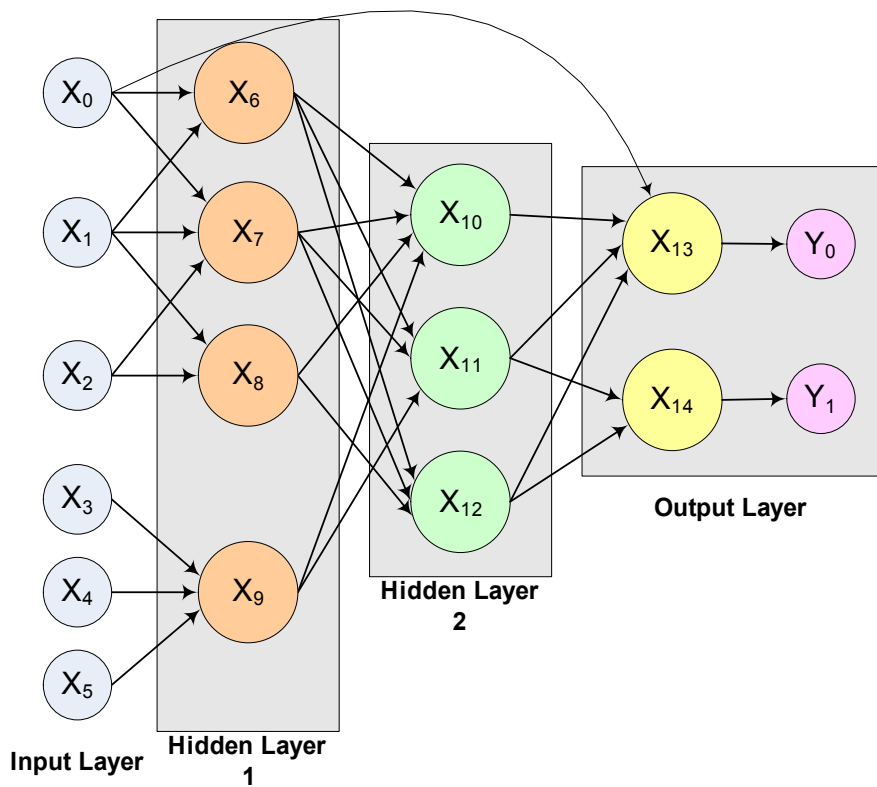 X0
X1
X2
X3
X4
X5
Input Layer
X6
X7
X8
X9
Hidden Layer
1
X10
X11
X12
Hidden Layer
2
X13
X14
Y0
Y1
Output Layer